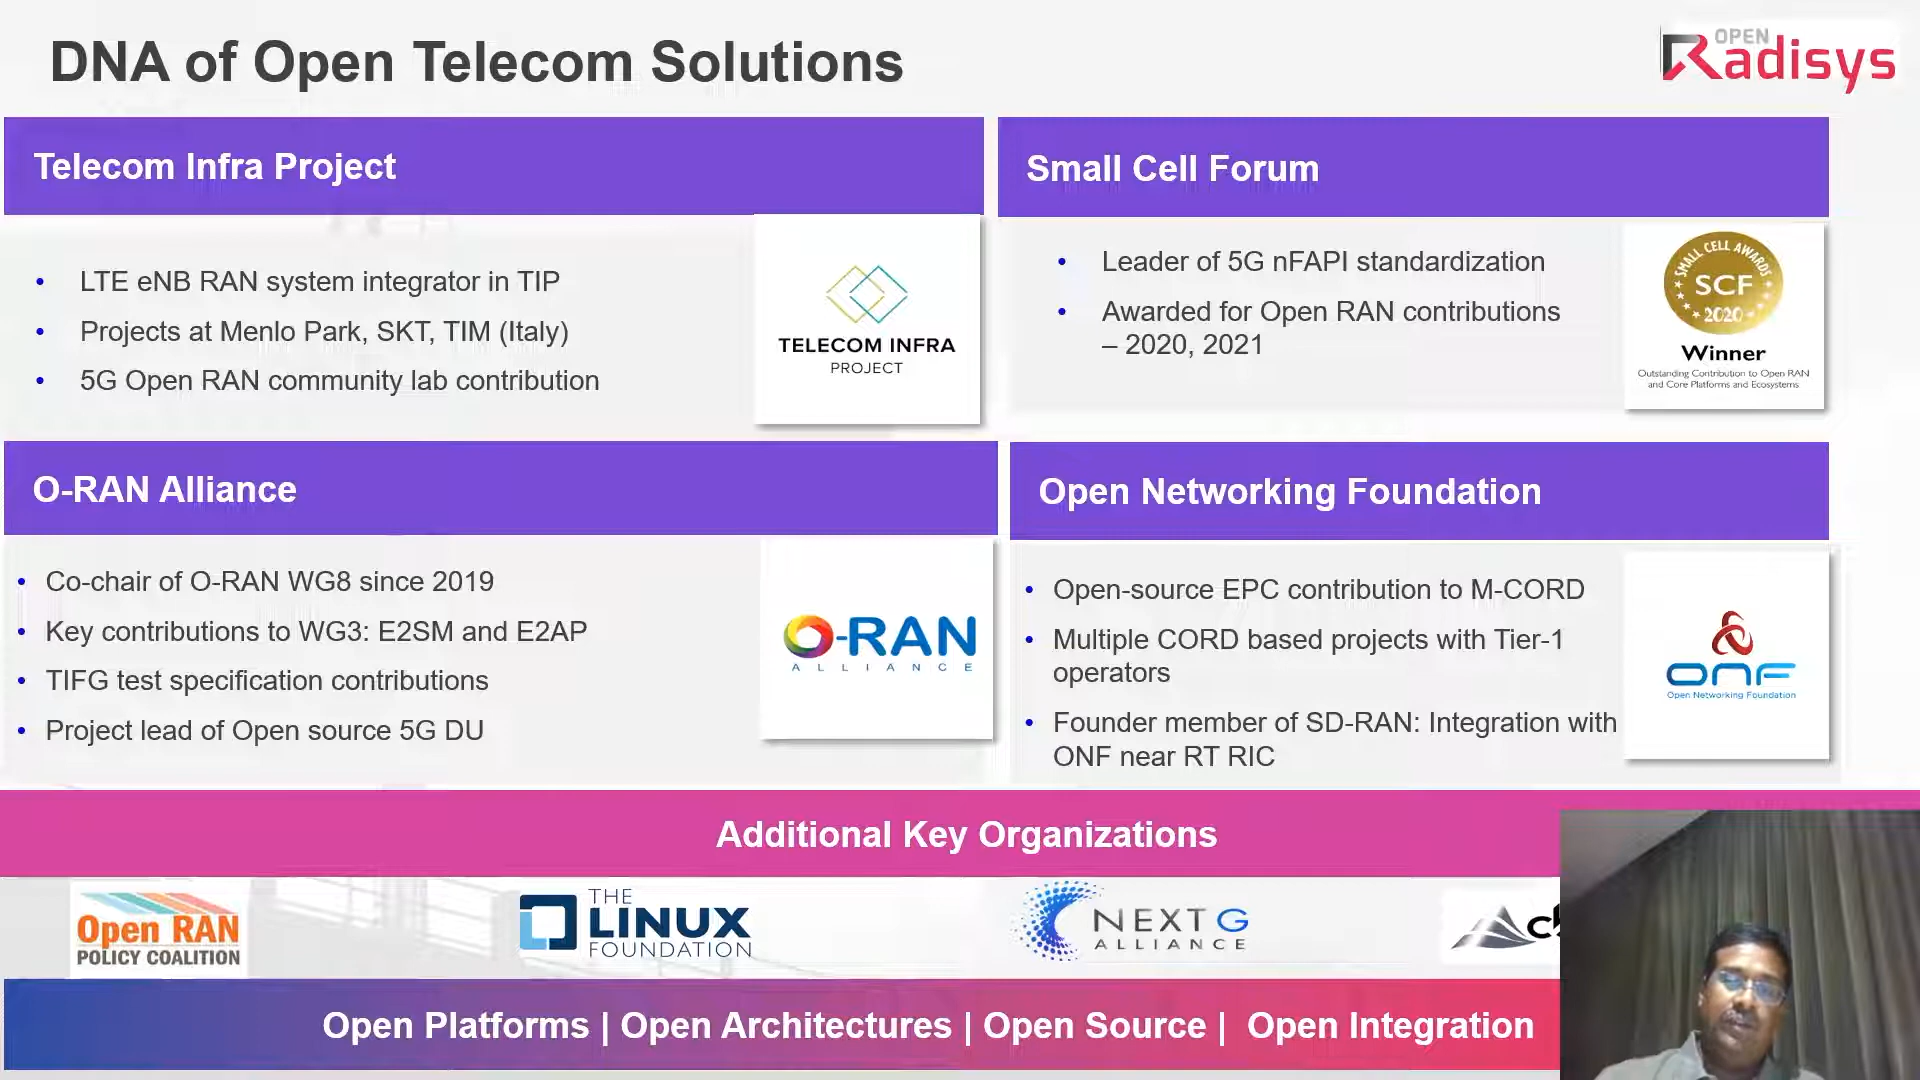 DNA of Open Telecom Solutions
OPEN
Radisys
Telecom Infra Project
• LTE eNB RAN system integrator in TIP
• Projects at Menlo Park, SKT, TIM (Italy)
• 5G Open RAN community lab contribution
TELECOM INFRA
PROJECT
Small Cell Forum
• Leader of 5G nFAPI standardization
• Awarded for Open RAN contributions
– 2020, 2021
SMALL CELL AWARDS
SCF
2020
Winner
Outstanding Contribution to Open RAN
and Core Platforms and Ecosystems
O-RAN Alliance
• Co-chair of O-RAN WG8 since 2019
• Key contributions to WG3: E2SM and E2AP
• TIFG test specification contributions
• Project lead of Open source 5G DU
O-RAN
ALLIANCE
Open Networking Foundation
• Open-source EPC contribution to M-CORD
• Multiple CORD based projects with Tier-1
operators
• Founder member of SD-RAN: Integration with
ONF near RT RIC
ONF
Open Networking Foundation
Additional Key Organizations
Open RAN
POLICY COALITION
THE
LINUX
FOUNDATION
NEXT G
ALLIANCE
Open Platforms | Open Architectures | Open Source | Open Integration